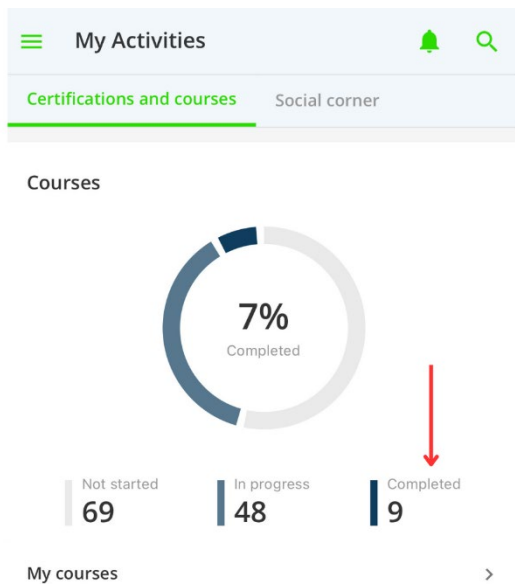 My Activities
Certifications and courses Social corner
Courses
7%
Completed
Not started In progress Completed
69 48 9
My courses